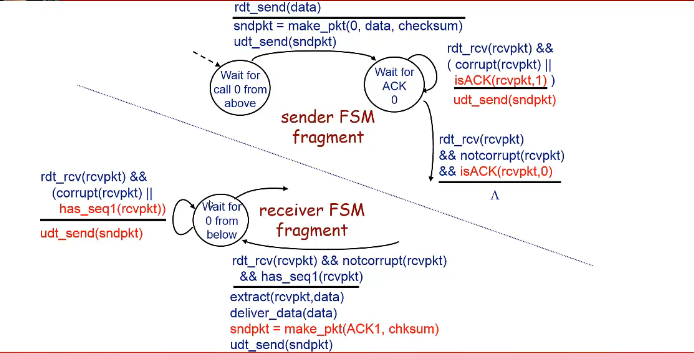 rdt_send(data)
sndpkt = make_pkt(0, data, checksum)
udt_send(sndpkt)
Wait for
call 0 from
above
Wait for
ACK
0
rdt_rcv(rcvpkt) &&
( corrupt(rcvpkt) ||
isACK(rcvpkt,1) )
udt_send(sndpkt)
sender FSM
fragment
rdt_rcv(rcvpkt)
&& notcorrupt(rcvpkt)
&& isACK(rcvpkt,0)
Λ
rdt_rcv(rcvpkt) &&
(corrupt(rcvpkt) ||
has_seq1(rcvpkt))
udt_send(sndpkt)
Wait for
0 from
below
receiver FSM
fragment
rdt_rcv(rcvpkt) && notcorrupt(rcvpkt)
&& has_seq1(rcvpkt)
extract(rcvpkt,data)
deliver_data(data)
sndpkt = make_pkt(ACK1, chksum)
udt_send(sndpkt)